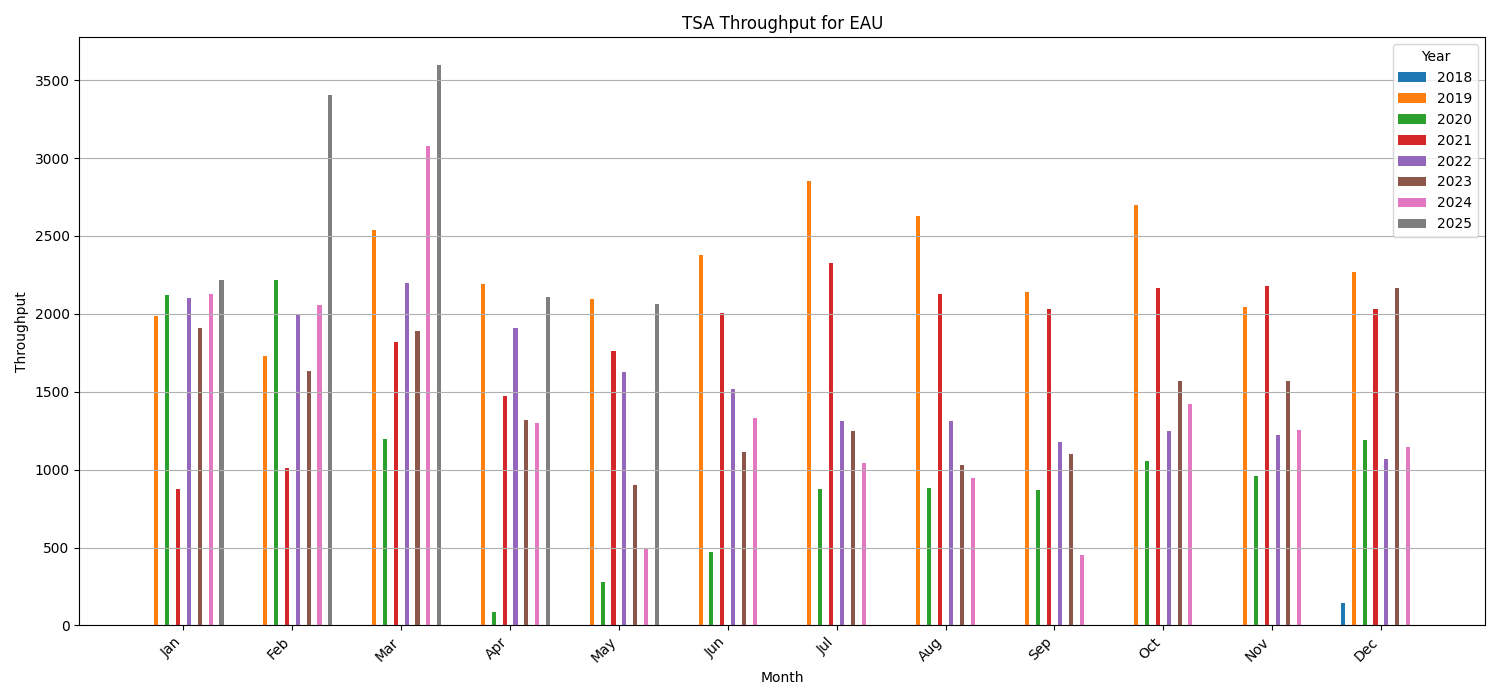 TSA Throughput for EAU
Throughput
3500
3000
2500
2000
1500
1000
500
0
Year
2018
2019
2020
2021
2022
2023
2024
2025
Jan
Feb
Mar
Apr
May
Jun
Jul
Aug
Sep
Oct
Nov
Dec
Month